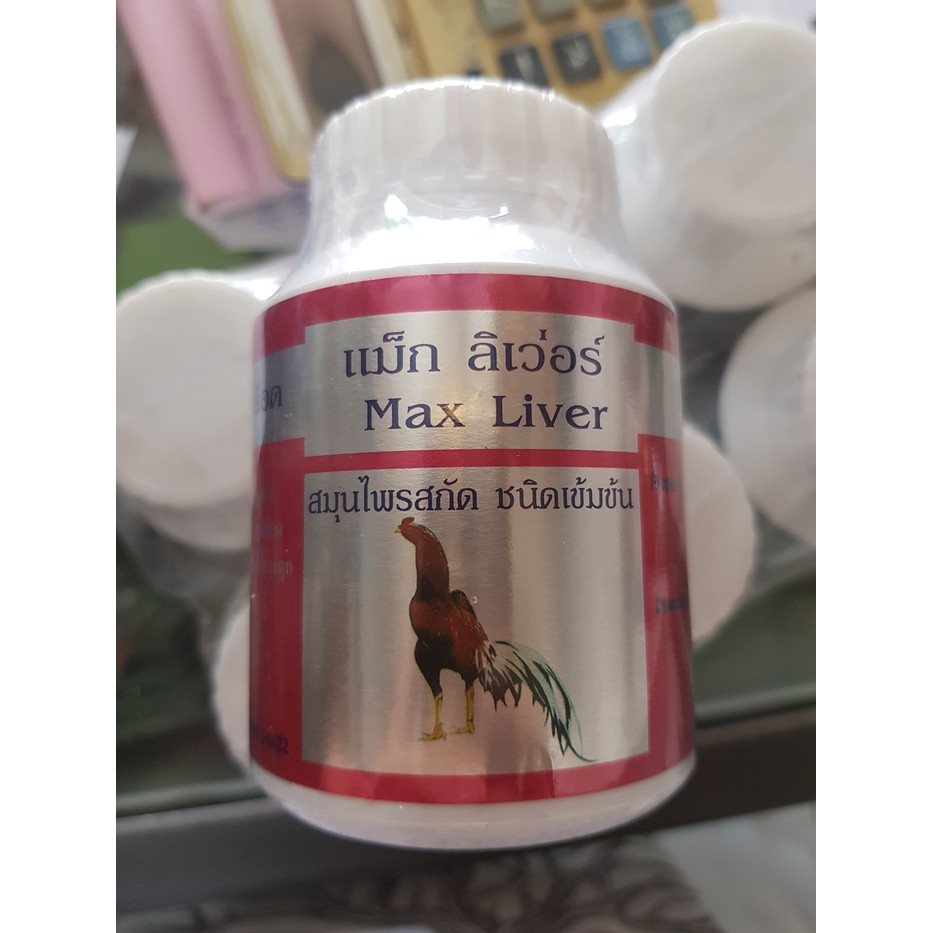 แม็ก ลิเว่อร์
Max Liver
สมุนไพรสกัด ชนิดเข้มข้น